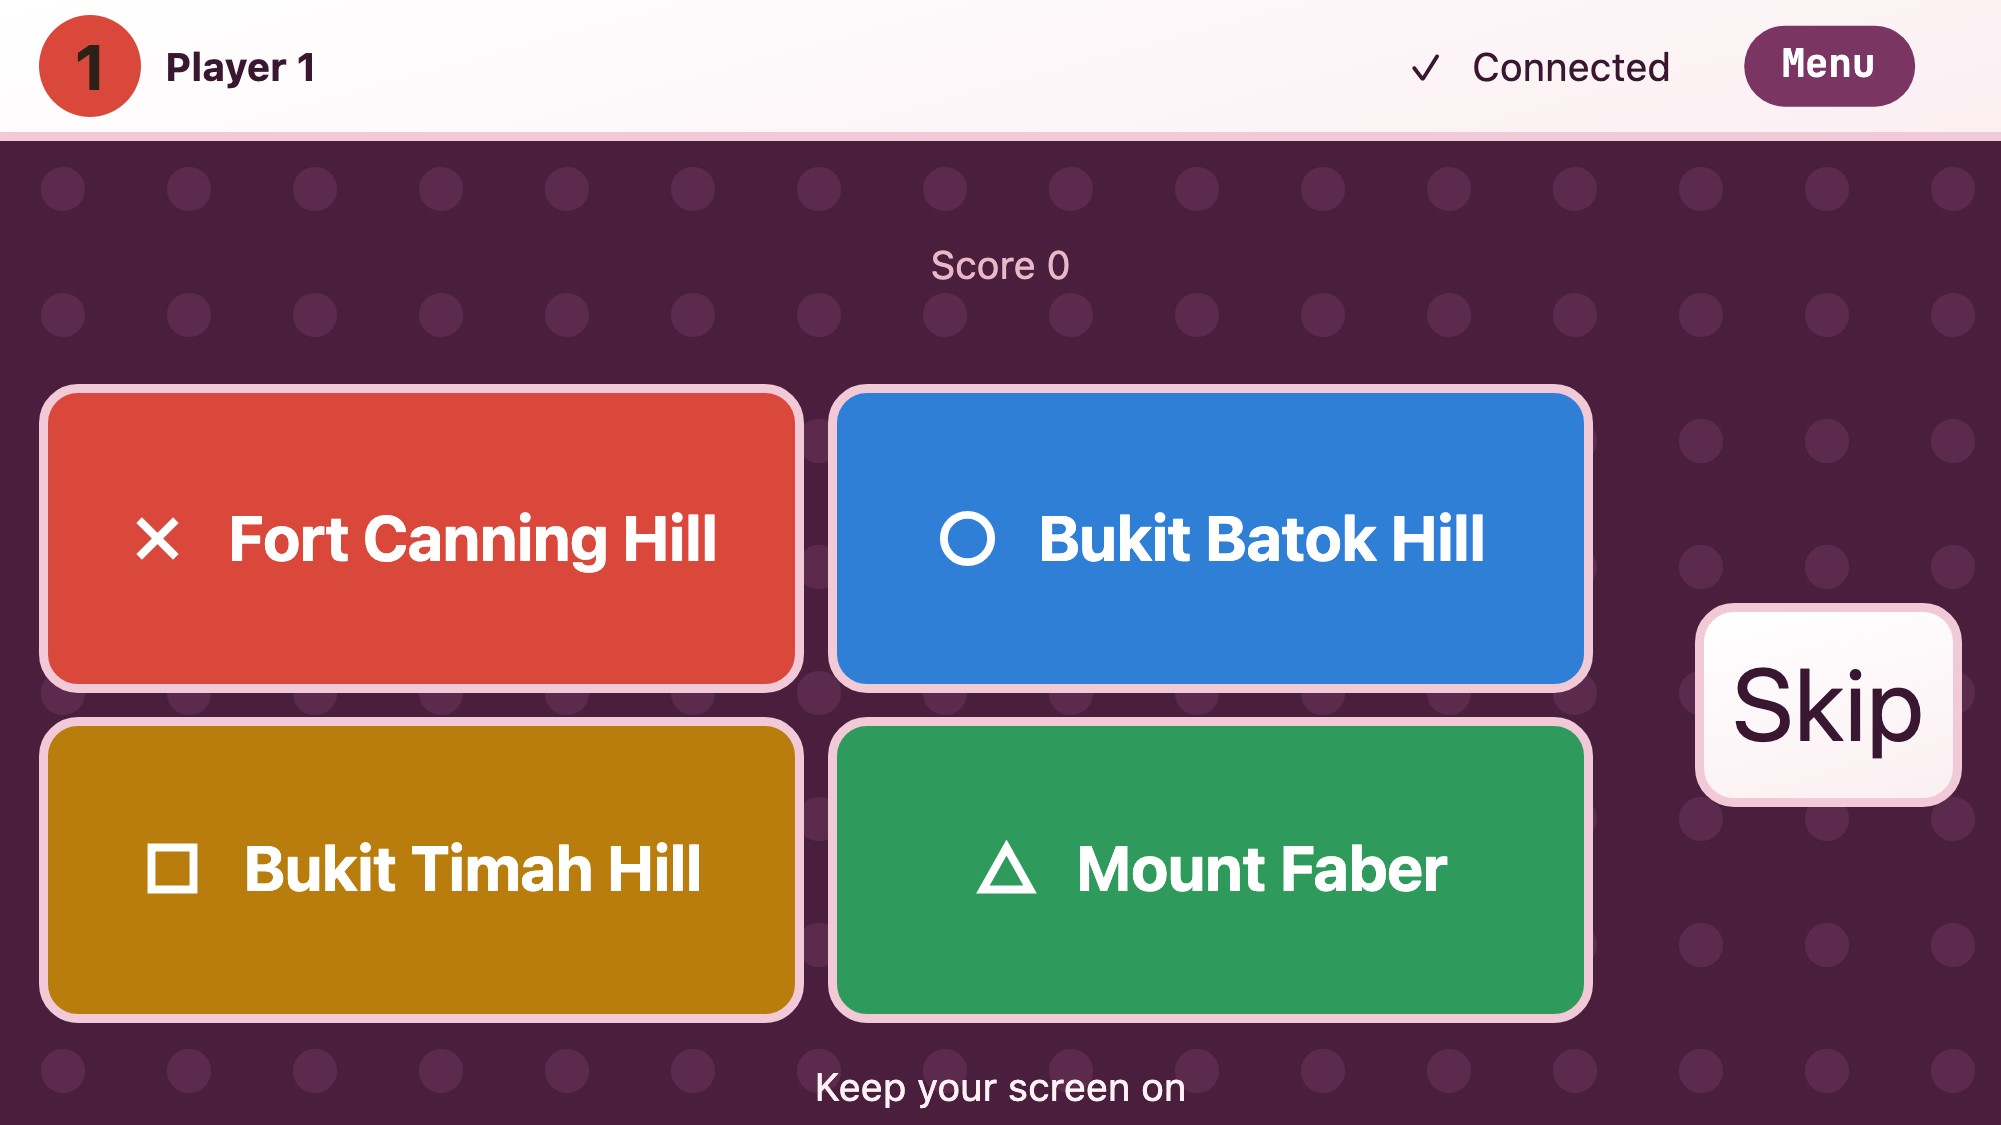 1 Player 1
✓ Connected
Menu
Score 0
Fort Canning Hill
Bukit Batok Hill
Bukit Timah Hill
Mount Faber
Skip
Keep your screen on